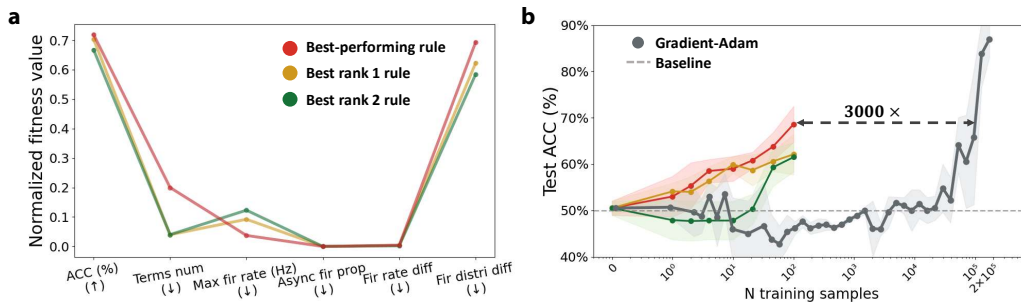 a
Normalized fitness value
0.7
0.6
0.5
0.4
0.3
0.2
0.1
0.0
Best-performing rule
Best rank 1 rule
Best rank 2 rule
ACC (%)
(↑)
Terms num
(↓)
Max fir rate (Hz)
(↓)
Async fir prop
(↓)
Fir rate diff
(↓)
Fir distri diff
(↓)
b
Test ACC (%)
90%
80%
70%
60%
50%
40%
Gradient-Adam
Baseline
3000 ×
0
10⁰
10¹
10²
10³
10⁴
10⁵
2×10⁵
N training samples